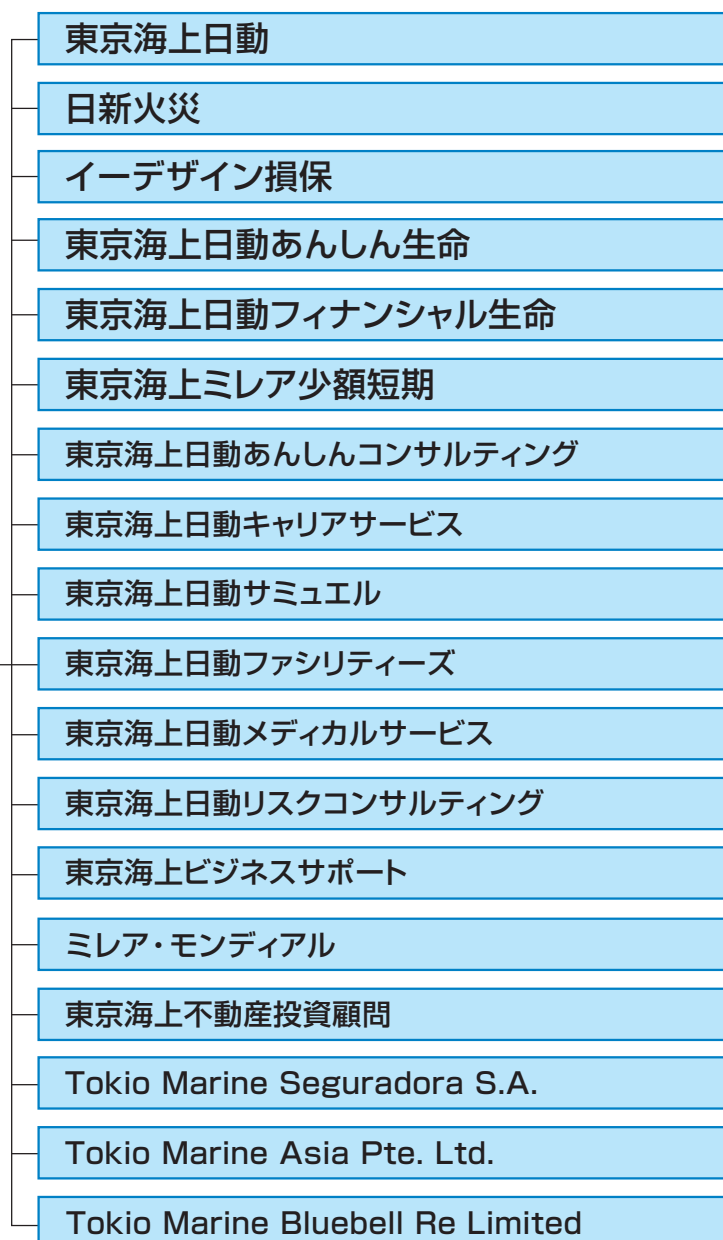 東京海上日動
日新火災
イーデザイン損保
東京海上日動あんしん生命
東京海上日動フィナンシャル生命
東京海上ミレア少額短期
東京海上日動あんしんコンサルティング
東京海上日動キャリアサービス
東京海上日動サミュエル
東京海上日動ファシリティーズ
東京海上日動メディカルサービス
東京海上日動リスクコンサルティング
東京海上ビジネスサポート
ミレア・モンディアル
東京海上不動産投資顧問
Tokio Marine Seguradora S.A.
Tokio Marine Asia Pte. Ltd.
Tokio Marine Bluebell Re Limited